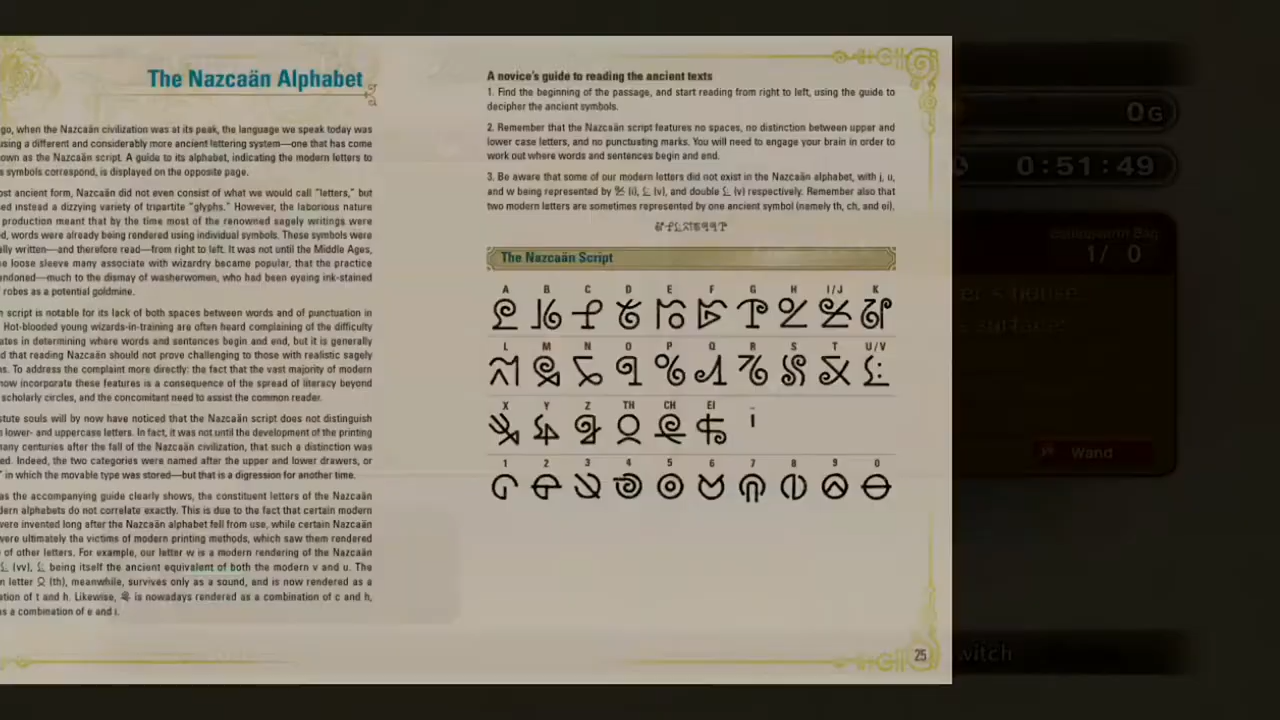 The Nazcaän Alphabet
go, when the Nazcaän civilization was at its peak, the language we speak today was
using a different and considerably more ancient lettering system—one that has come
own as the Nazcaän script. A guide to its alphabet, indicating the modern letters to
s symbols correspond, is displayed on the opposite page.
ost ancient form, Nazcaän did not even consist of what we would call "letters," but
ed instead a dizzying variety of tripartite "glyphs." However, the laborious nature
production meant that by the time most of the renowned sagely writings were
d, words were already being rendered using individual symbols. These symbols were
ally written—and therefore read—from right to left. It was not until the Middle Ages,
e loose sleeve many associate with wizardry became popular, that the practice
andoned—much to the dismay of washerwomen, who had been eyeing ink-stained
robes as a potential goldmine.
n script is notable for its lack of both spaces between words and of punctuation in
Hot-blooded young wizards-in-training are often heard complaining of the difficulty
ates in determining where words and sentences begin and end, but it is generally
d that reading Nazcaän should not prove challenging to those with realistic sagely
ns. To address the complaint more directly: the fact that the vast majority of modern
now incorporate these features is a consequence of the spread of literacy beyond
scholarly circles, and the concomitant need to assist the common reader.
tute souls will by now have noticed that the Nazcaän script does not distinguish
lower- and uppercase letters. In fact, it was not until the development of the printing
many centuries after the fall of the Nazcaän civilization, that such a distinction was
ed. Indeed, the two categories were named after the upper and lower drawers, or
" in which the movable type was stored—but that is a digression for another time.
as the accompanying guide clearly shows, the constituent letters of the Nazcaän
dern alphabets do not correlate exactly. This is due to the fact that certain modern
were invented long after the Nazcaän alphabet fell from use, while certain Nazcaän
were ultimately the victims of modern printing methods, which saw them rendered
e of other letters. For example, our letter w is a modern rendering of the Nazcaän
(vv), being itself the ancient equivalent of both the modern v and u. The
n letter (th), meanwhile, survives only as a sound, and is now rendered as a
ation of t and h. Likewise, is nowadays rendered as a combination of c and h,
as a combination of e and i.
A novice's guide to reading the ancient texts
1. Find the beginning of the passage, and start reading from right to left, using the guide to
decipher the ancient symbols.
2. Remember that the Nazcaän script features no spaces, no distinction between upper and
lower case letters, and no punctuating marks. You will need to engage your brain in order to
work out where words and sentences begin and end.
3. Be aware that some of our modern letters did not exist in the Nazcaän alphabet, with j, u,
and w being represented by (i), (v), and double (v) respectively. Remember also that
two modern letters are sometimes represented by one ancient symbol (namely th, ch, and ei).
The Nazcaän Script
A B C D E F G H I/J K
L M N O P Q R S T U/V
X Y Z TH CH EI ¨
1 2 3 4 5 6 7 8 9 0
25
0G
0:51:49
1/ 0
Wand
witch